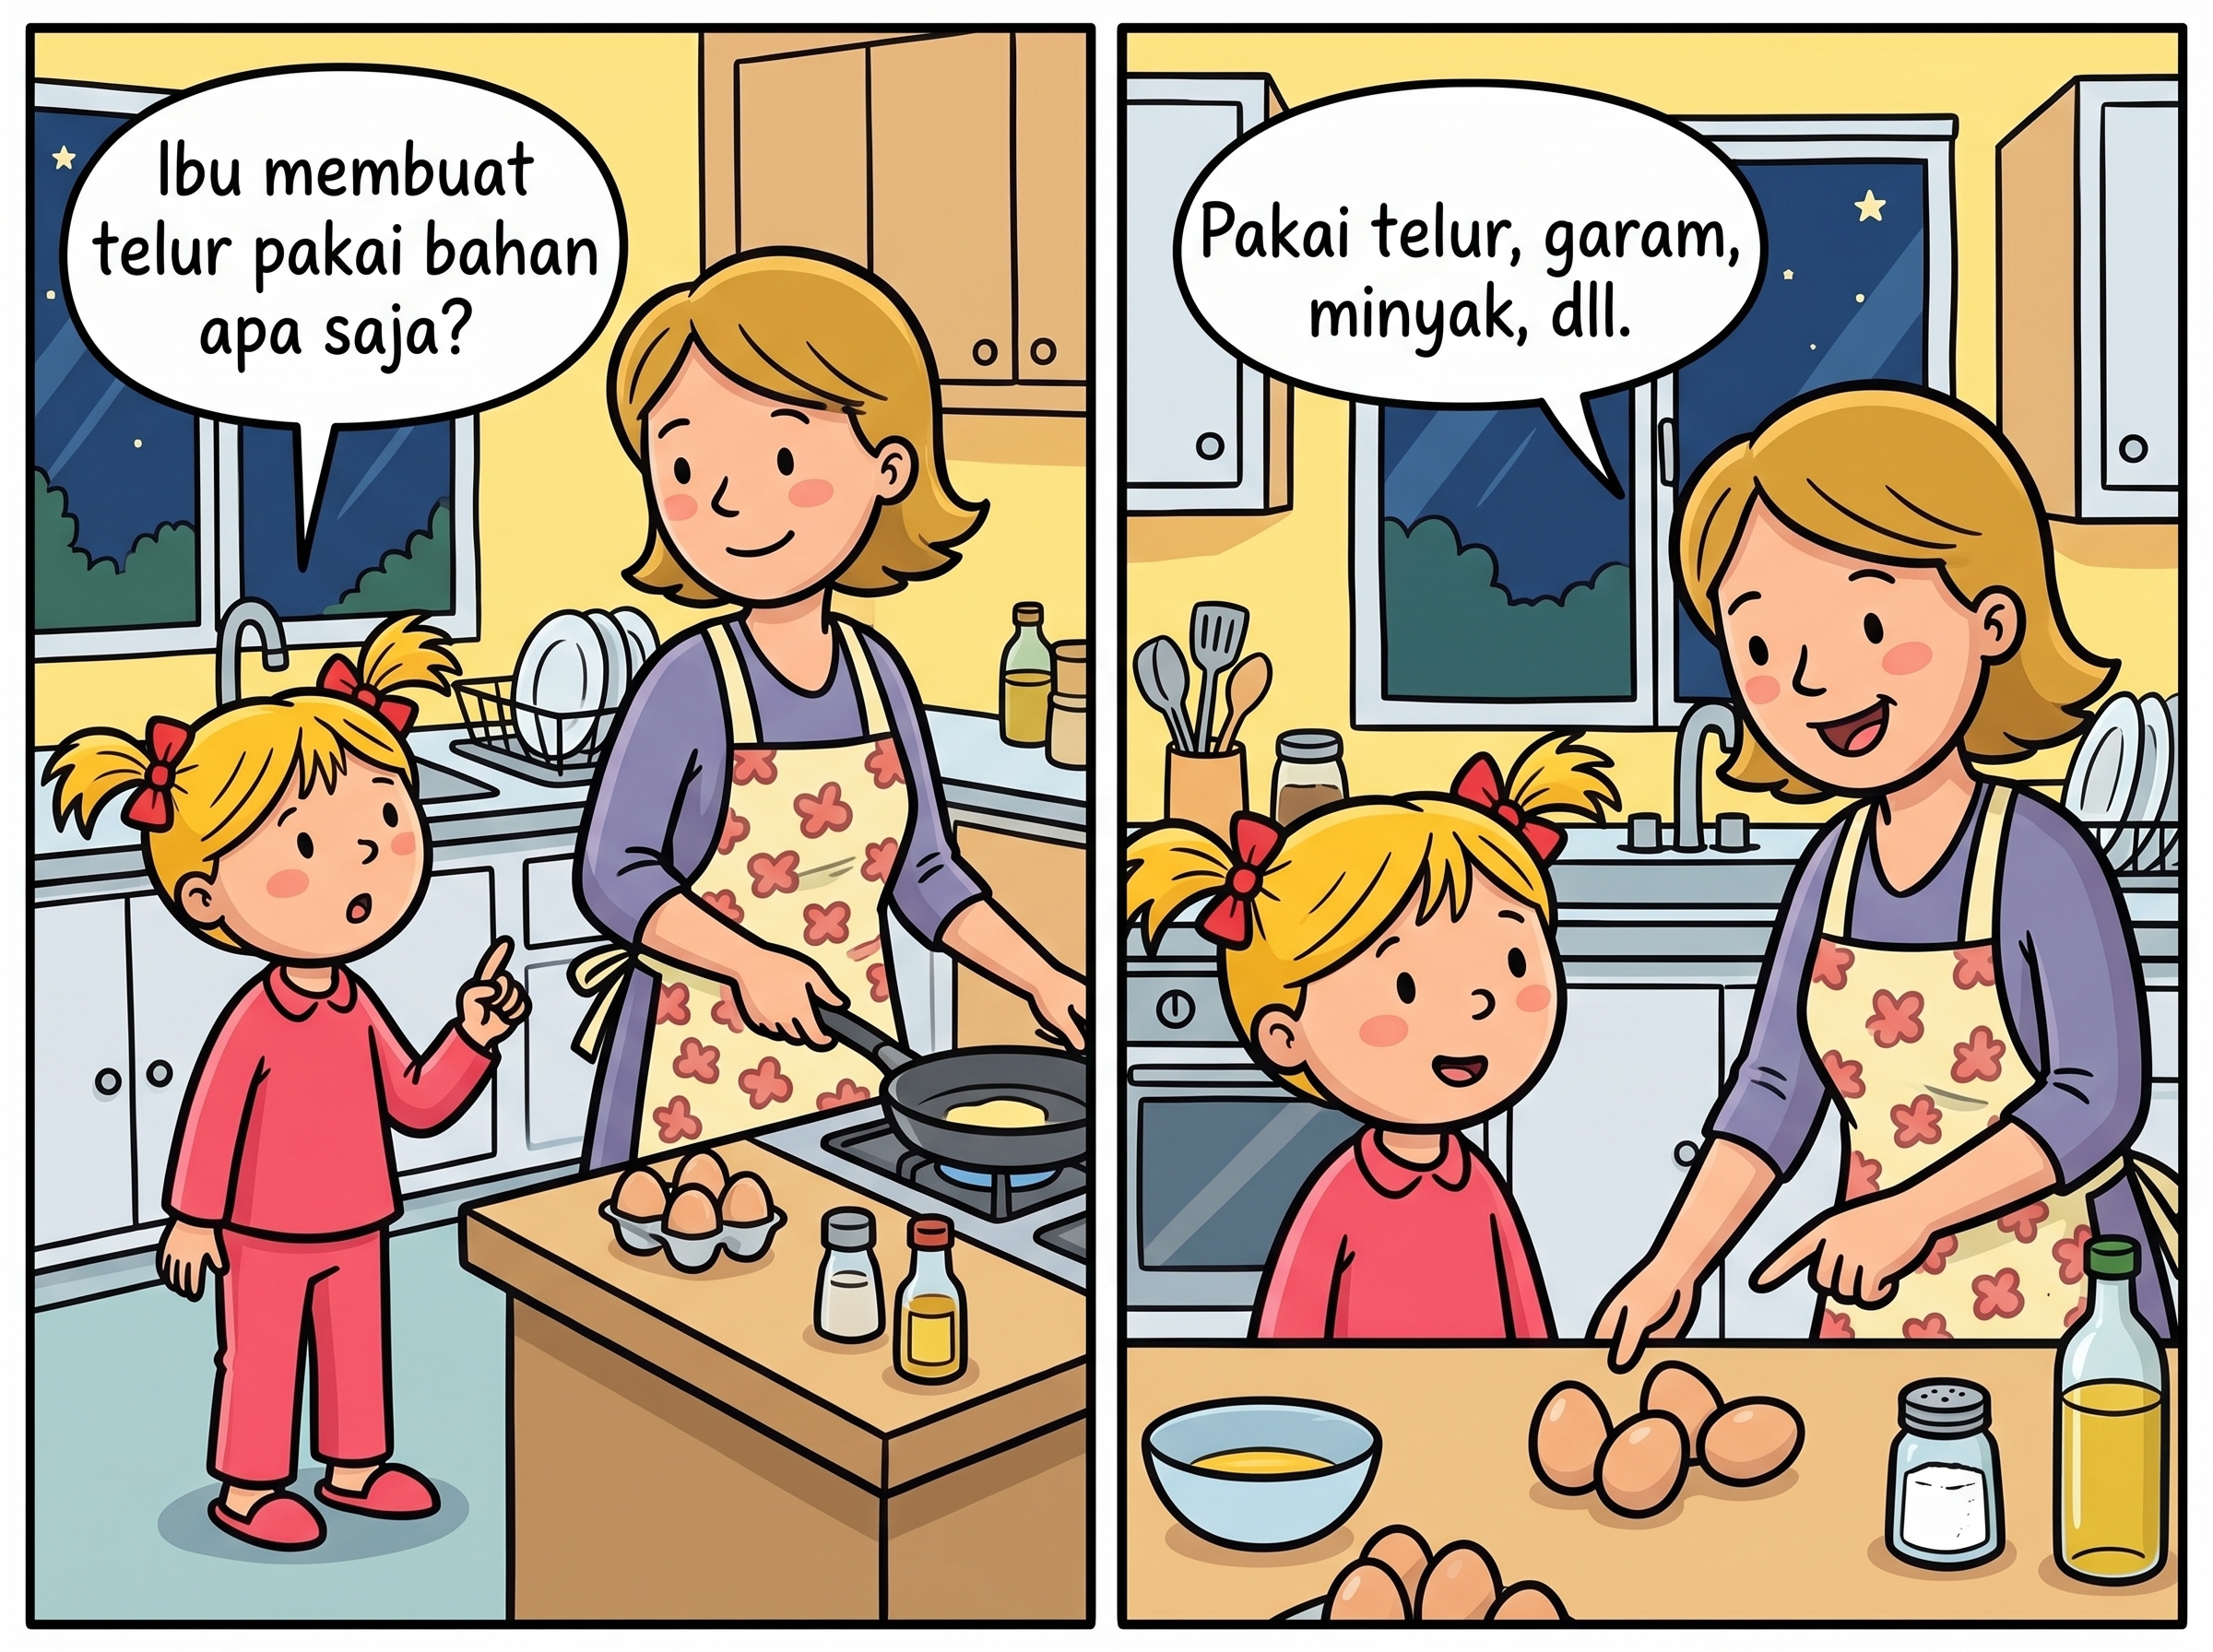 Ibu membuat
telur pakai bahan
apa saja?
Pakai telur, garam,
minyak, dll.